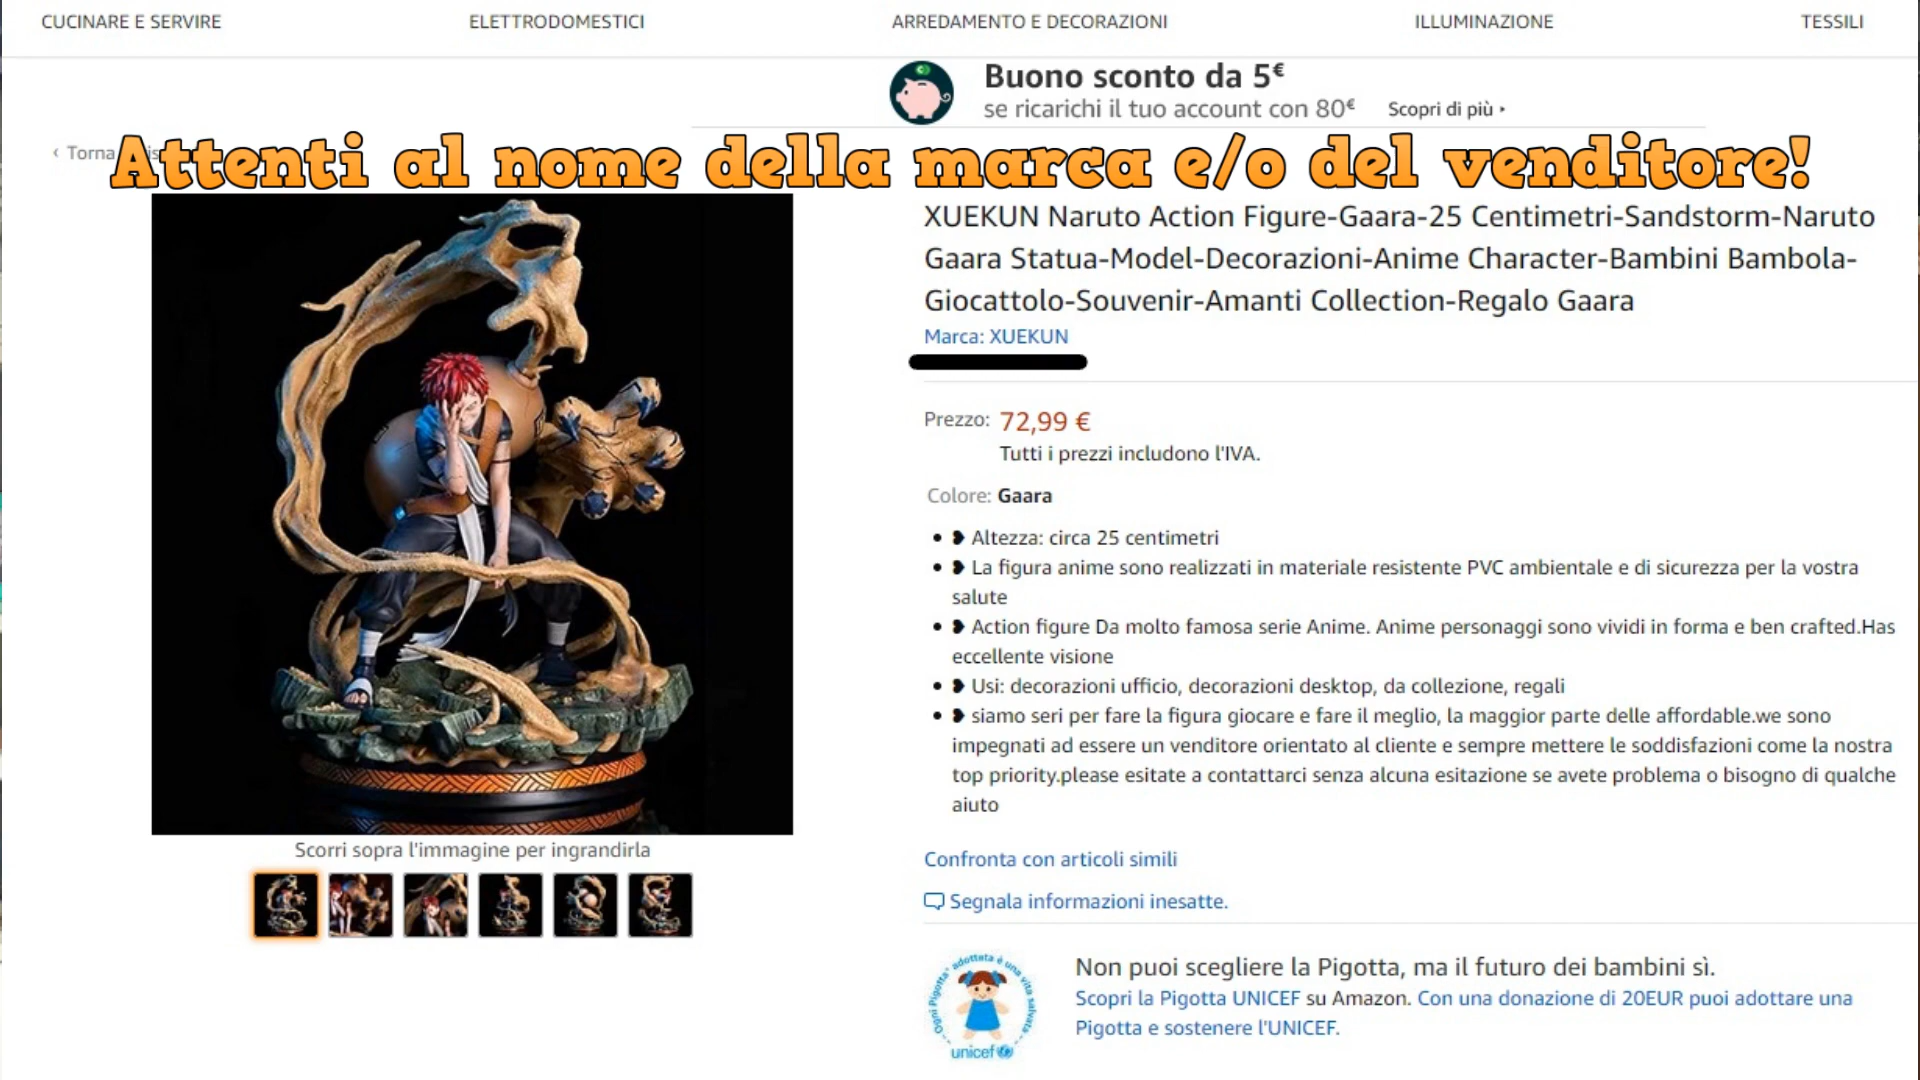 CUCINARE E SERVIRE
ELETTRODOMESTICI
ARREDAMENTO E DECORAZIONI
ILLUMINAZIONE
TESSILI
Buono sconto da 5€
se ricarichi il tuo account con 80€ Scopri di più ‣
‹ Torna
Attenti al nome della marca e/o del venditore!
XUEKUN Naruto Action Figure-Gaara-25 Centimetri-Sandstorm-Naruto
Gaara Statua-Model-Decorazioni-Anime Character-Bambini Bambola-
Giocattolo-Souvenir-Amanti Collection-Regalo Gaara
Marca: XUEKUN
Prezzo: 72,99 €
Tutti i prezzi includono l'IVA.
Colore: Gaara
• ❥ Altezza: circa 25 centimetri
• ❥ La figura anime sono realizzati in materiale resistente PVC ambientale e di sicurezza per la vostra
salute
• ❥ Action figure Da molto famosa serie Anime. Anime personaggi sono vividi in forma e ben crafted.Has
eccellente visione
• ❥ Usi: decorazioni ufficio, decorazioni desktop, da collezione, regali
• ❥ siamo seri per fare la figura giocare e fare il meglio, la maggior parte delle affordable.we sono
impegnati ad essere un venditore orientato al cliente e sempre mettere le soddisfazioni come la nostra
top priority.please esitate a contattarci senza alcuna esitazione se avete problema o bisogno di qualche
aiuto
Scorri sopra l'immagine per ingrandirla
Confronta con articoli simili
Segnala informazioni inesatte.
Ogni Pigotta® adottata è una vita salvata
unicef
Non puoi scegliere la Pigotta, ma il futuro dei bambini sì.
Scopri la Pigotta UNICEF su Amazon. Con una donazione di 20EUR puoi adottare una
Pigotta e sostenere l'UNICEF.